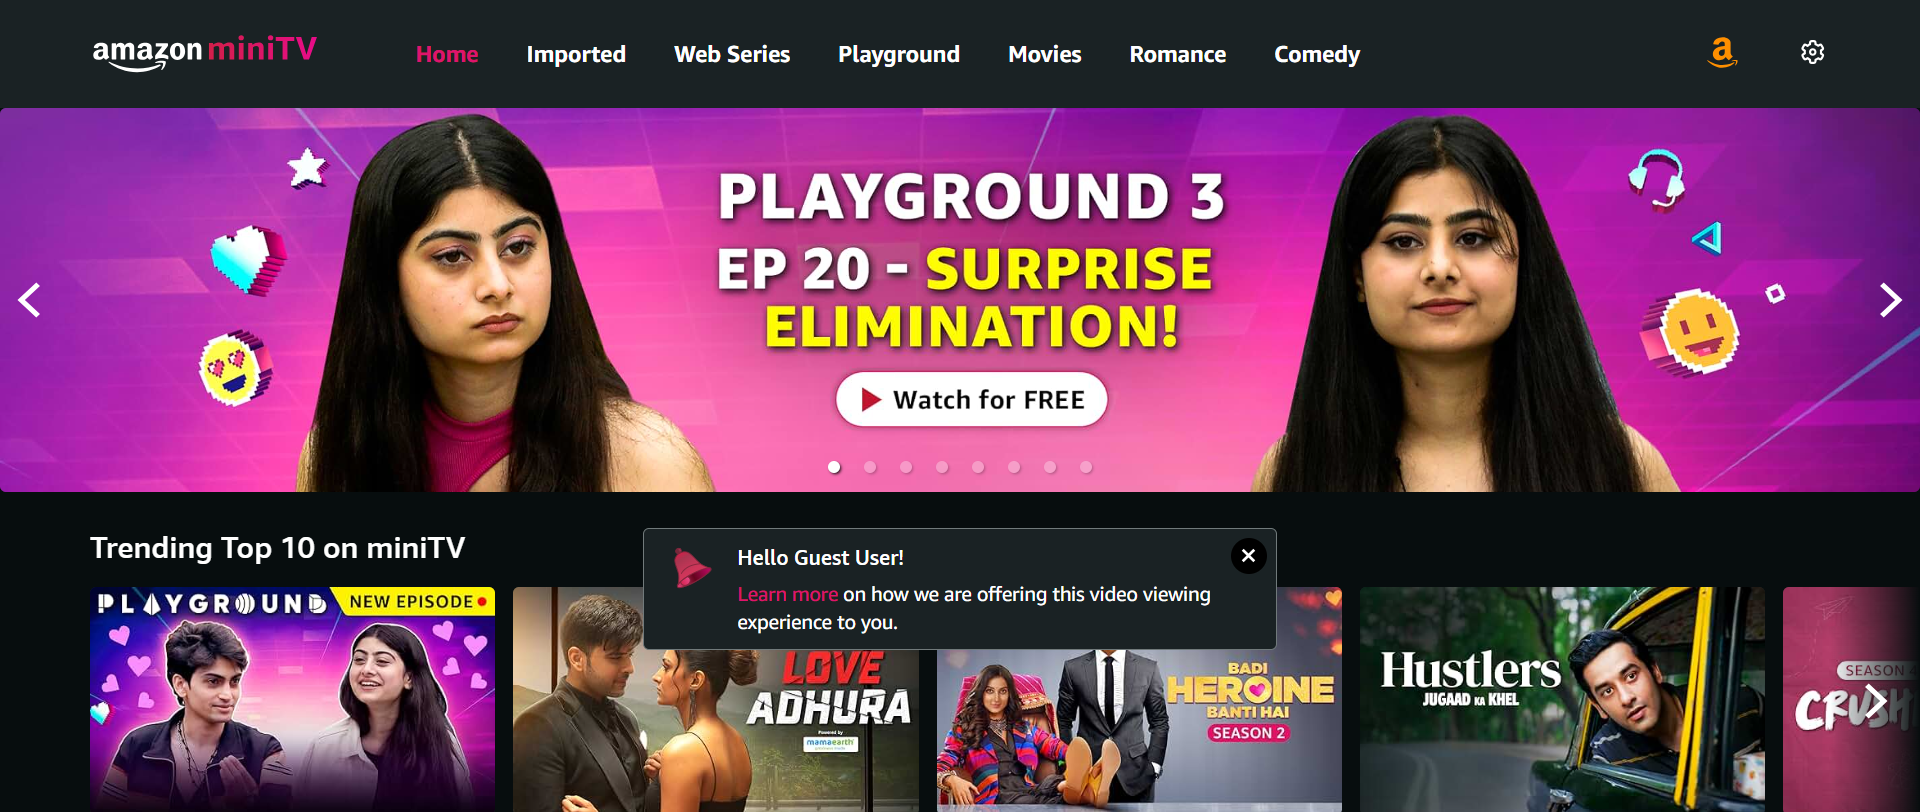 amazon miniTV
Home
Imported
Web Series
Playground
Movies
Romance
Comedy
PLAYGROUND 3
EP 20 - SURPRISE
ELIMINATION!
Watch for FREE
Trending Top 10 on miniTV
Hello Guest User!
Learn more on how we are offering this video viewing
experience to you.
PLAYGROUND
NEW EPISODE
LOVE
ADHURA
Powered by
mamaearth
BADI
HEROINE
BANTI HAI
SEASON 2
Hustlers
JUGAAD KA KHEL
SEASON
CRUSH